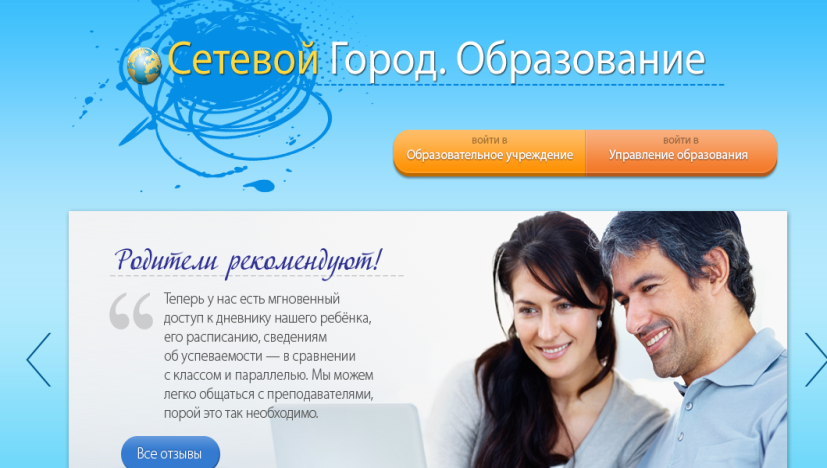 Сетевой Город. Образование
войти в
Образовательное учреждение
войти в
Управление образования
Родители рекомендуют!
“ Теперь у нас есть мгновенный
доступ к дневнику нашего ребёнка,
его расписанию, сведениям
об успеваемости — в сравнении
с классом и параллелью. Мы можем
легко общаться с преподавателями,
порой это так необходимо.
Все отзывы